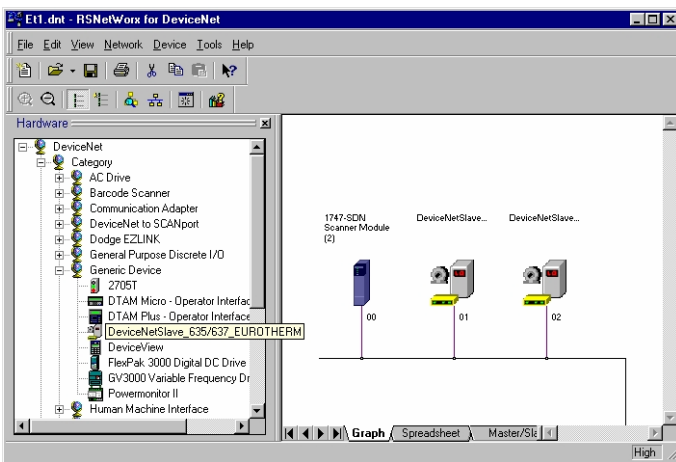 Et1.dnt - RSNetWorx for DeviceNet
File Edit View Network Device Tools Help
Hardware
DeviceNet
Category
AC Drive
Barcode Scanner
Communication Adapter
DeviceNet to SCANport
Dodge EZLINK
General Purpose Discrete I/O
Generic Device
2705T
DTAM Micro - Operator Interfac
DTAM Plus - Operator Interface
DeviceNetSlave_635/637_EUROTHERM
DeviceView
FlexPak 3000 Digital DC Drive
GV3000 Variable Frequency Dr
Powermonitor II
Human Machine Interface
1747-SDN
Scanner Module
(2)
DeviceNetSlave...
DeviceNetSlave...
00
01
02
Graph Spreadsheet Master/Sla
High